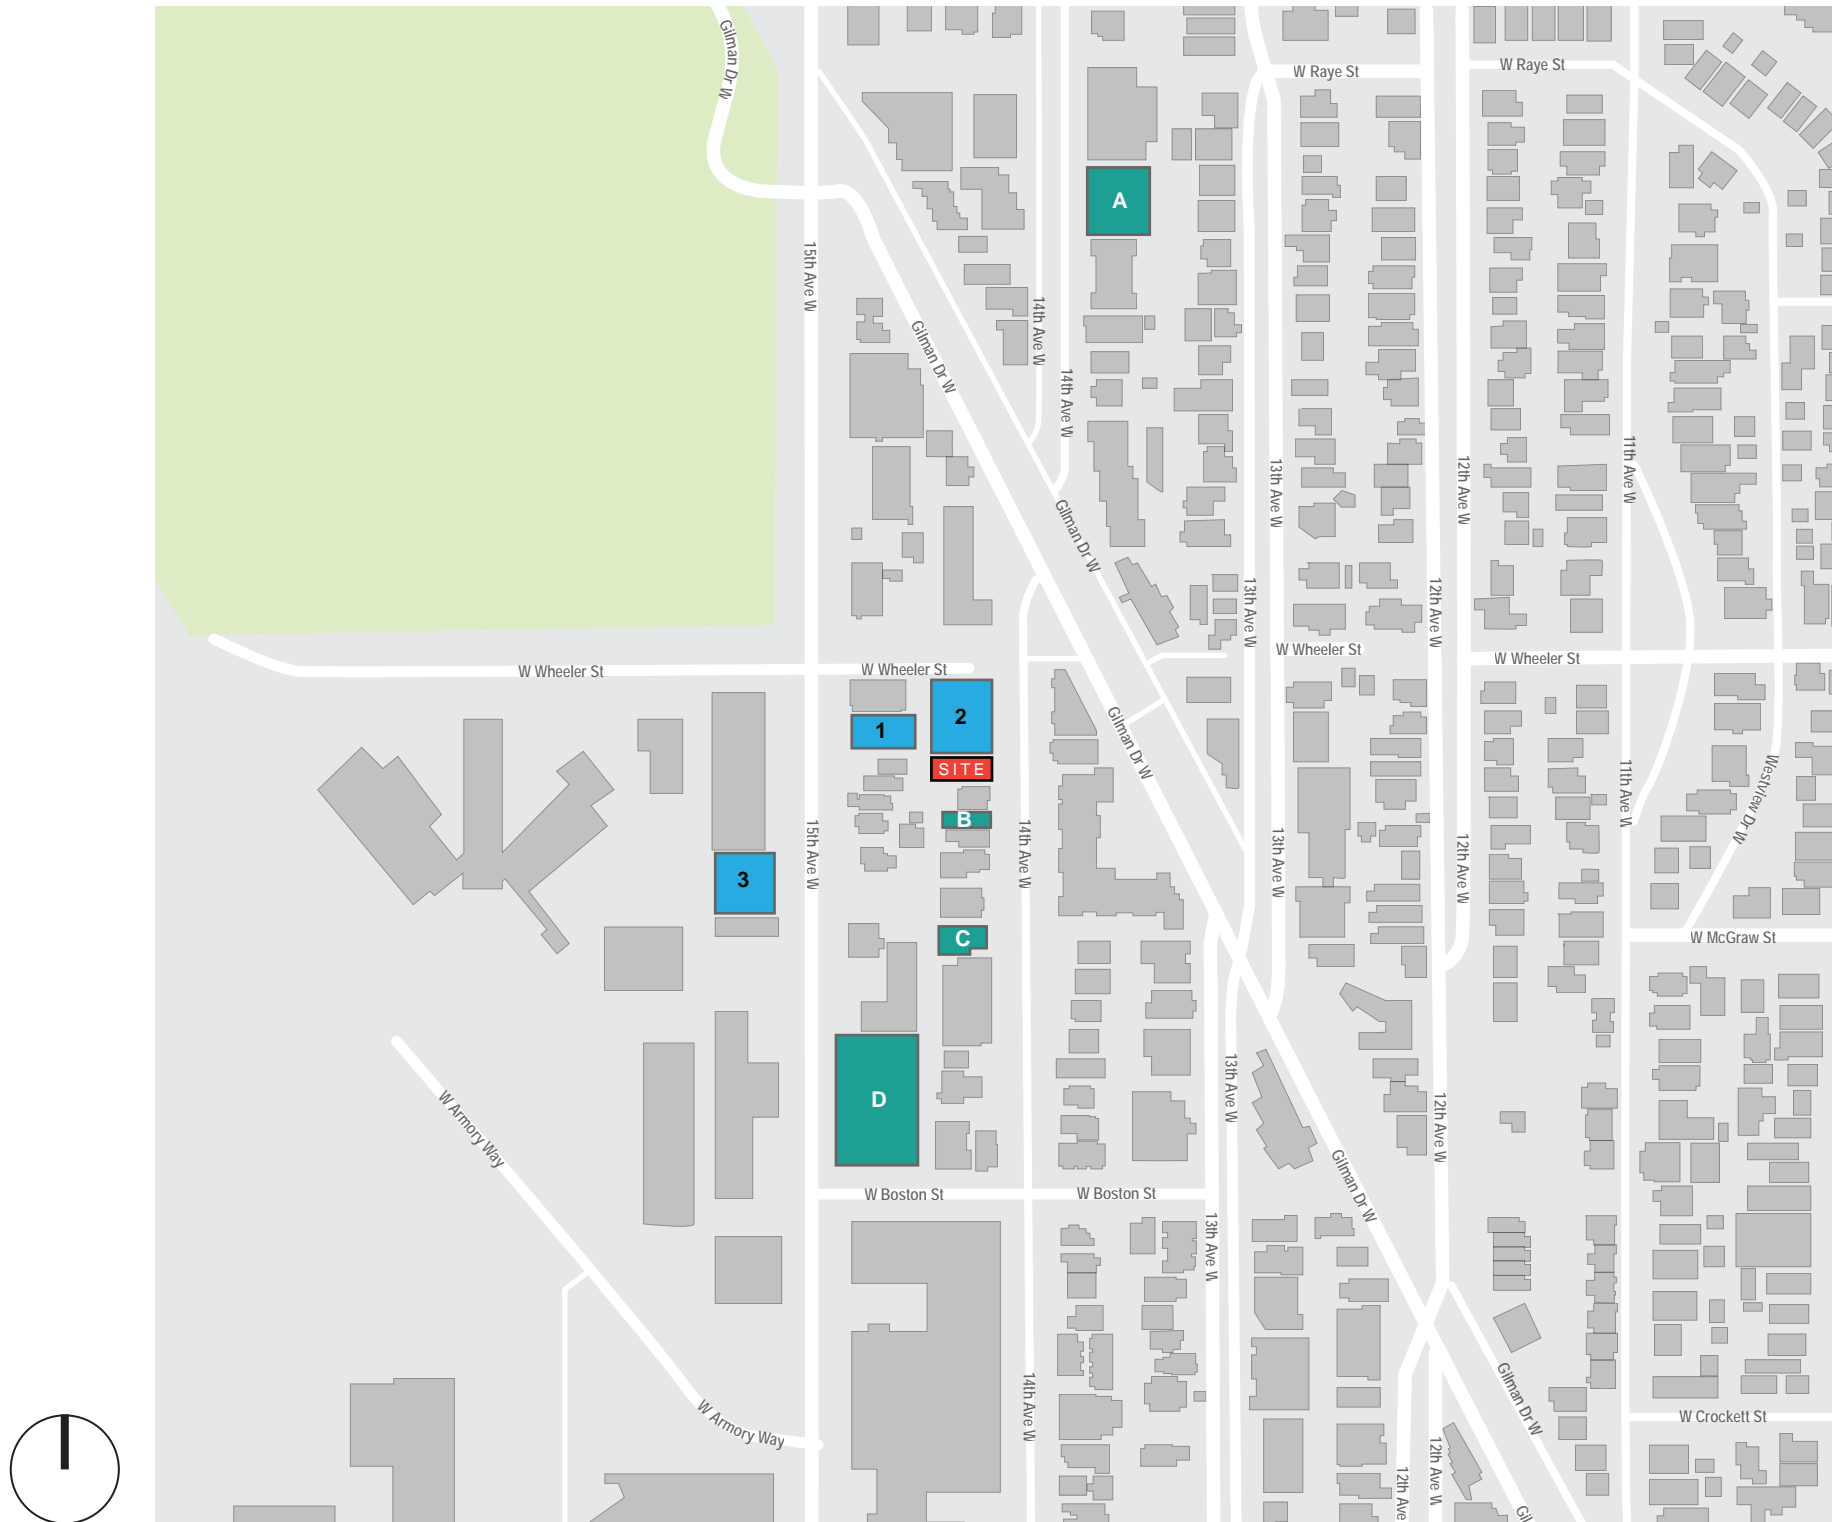 Gilman Dr W
W Raye St
W Raye St
A
15th Ave W
14th Ave W
Gilman Dr W
14th Ave W
11th Ave W
13th Ave W
12th Ave W
Gilman Dr W
13th Ave W
12th Ave W
W Wheeler St
W Wheeler St
W Wheeler St
W Wheeler St
1
2
SITE
Gilman Dr W
11th Ave W
Westview Dr W
B
15th Ave W
14th Ave W
13th Ave W
12th Ave W
3
C
W McGraw St
D
13th Ave W
12th Ave W
W Armory Way
Gilman Dr W
W Boston St
W Boston St
13th Ave W
14th Ave W
Gilman Dr W
W Armory Way
W Crockett St
12th Ave W
12th Ave
Gil